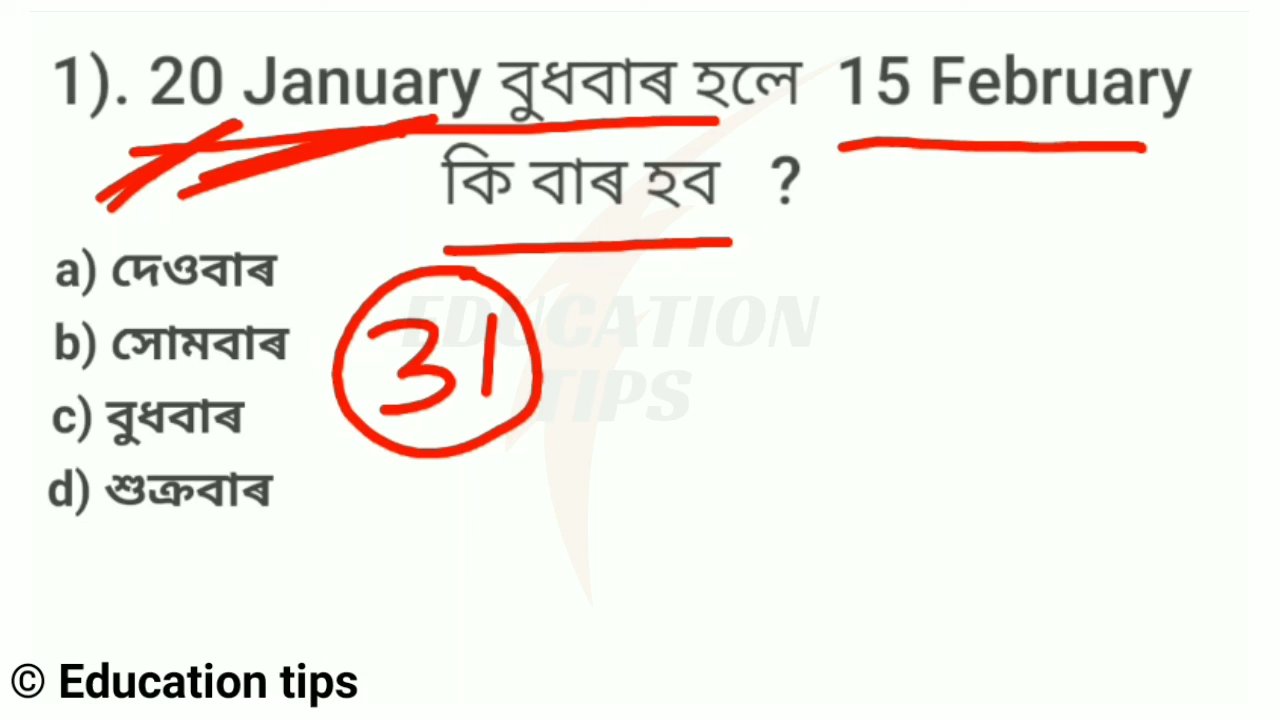 1). 20 January বুধবাৰ হলে 15 February
কি বাৰ হব ?
a) দেওবাৰ
b) সোমবাৰ
c) বুধবাৰ
d) শুক্ৰবাৰ
31
EDUCATION
TIPS
© Education tips